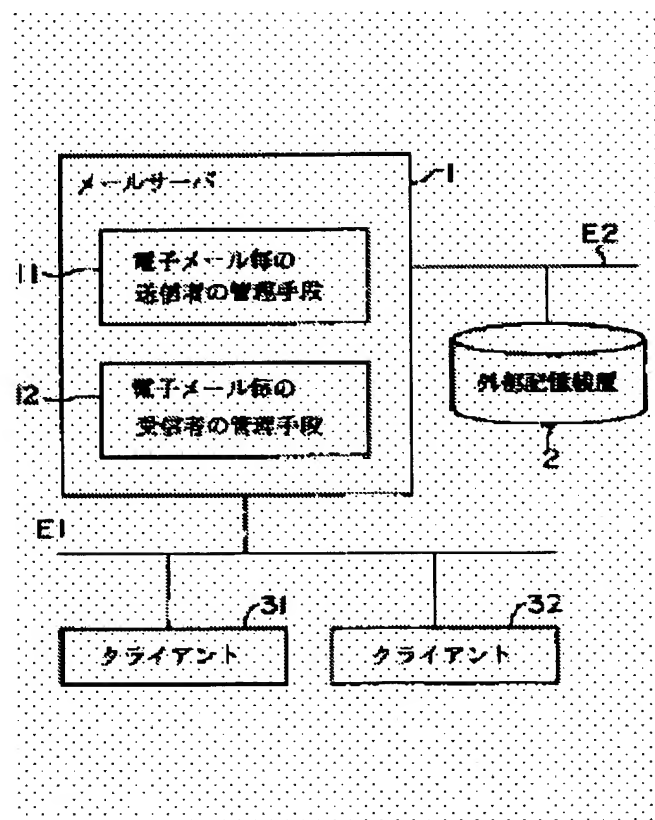 メールサーバ
1
11
電子メール毎の
送信者の管理手段
E2
12
電子メール毎の
受信者の管理手段
外部記憶装置
2
E1
31
32
クライアント
クライアント